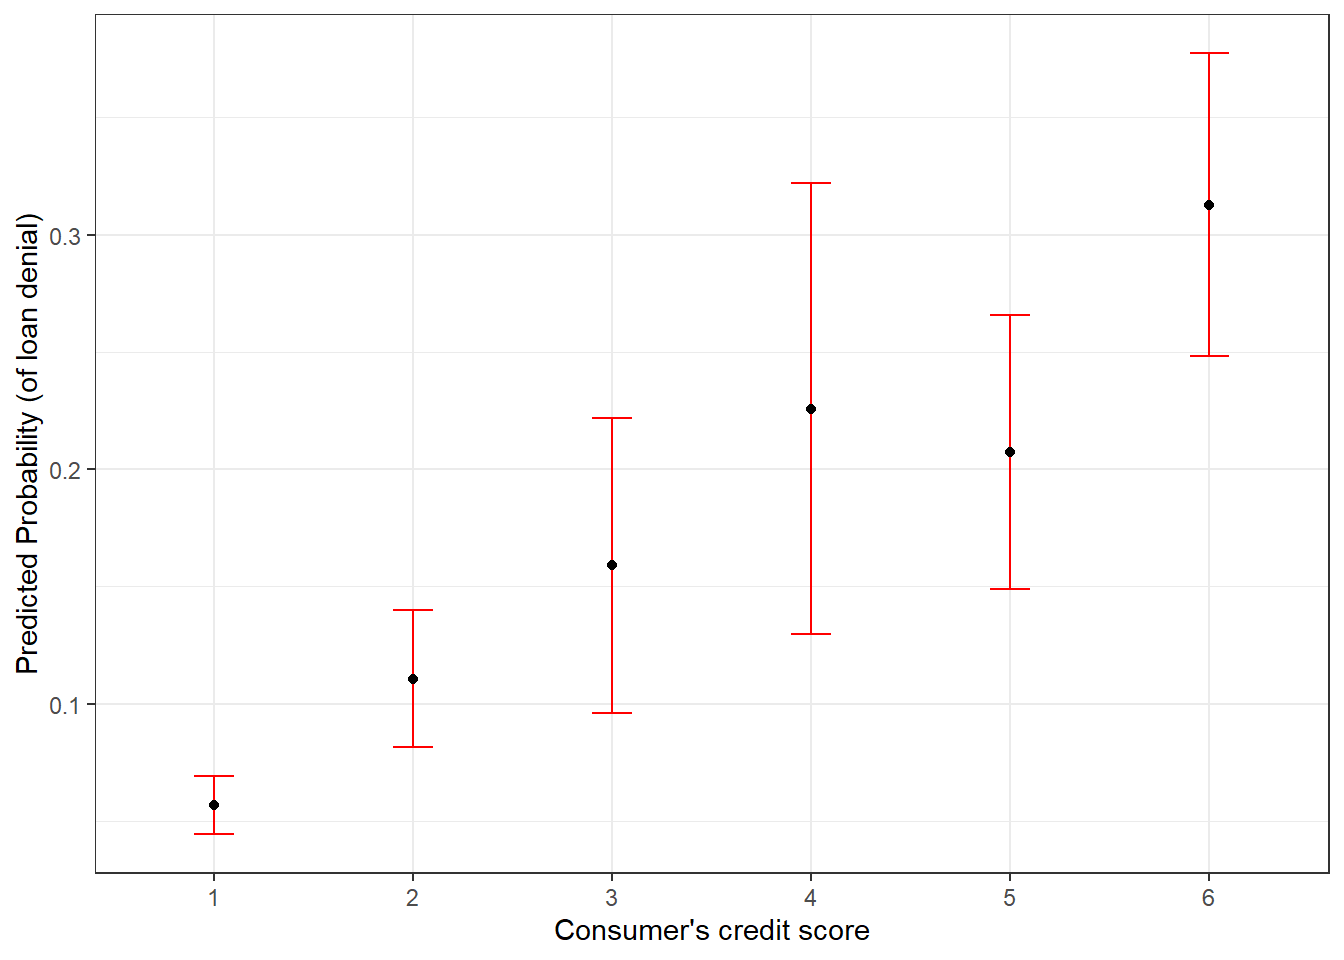 Predicted Probability (of loan denial)
0.3
0.2
0.1
1 2 3 4 5 6
Consumer's credit score